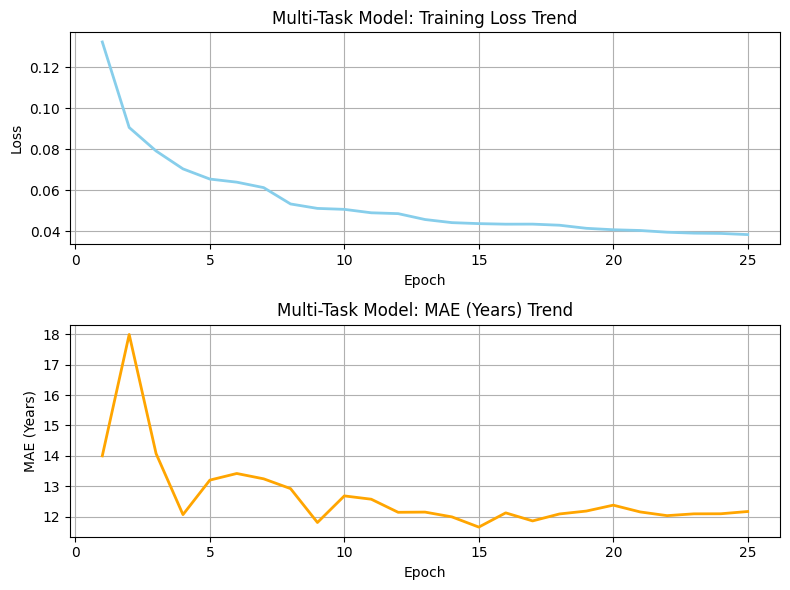 Multi-Task Model: Training Loss Trend
Loss
0.12
0.10
0.08
0.06
0.04
0 5 10 15 20 25
Epoch
Multi-Task Model: MAE (Years) Trend
MAE (Years)
18
17
16
15
14
13
12
0 5 10 15 20 25
Epoch